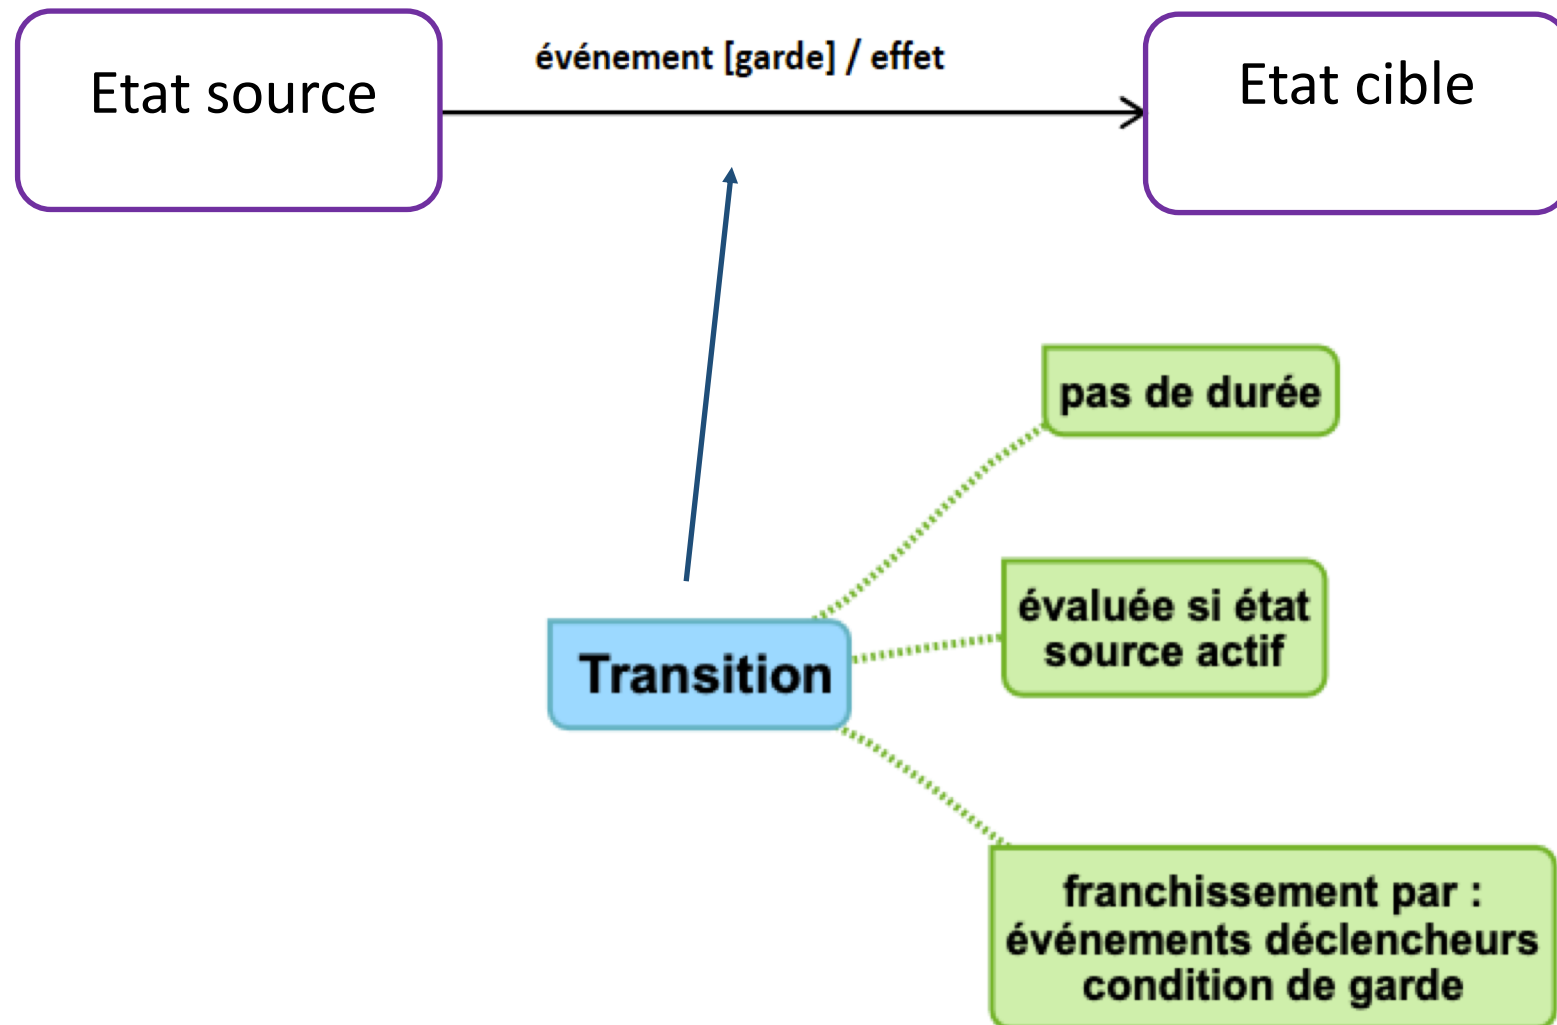 événement [garde] / effet
Etat source
Etat cible
pas de durée
évaluée si état
source actif
Transition
franchissement par :
événements déclencheurs
condition de garde